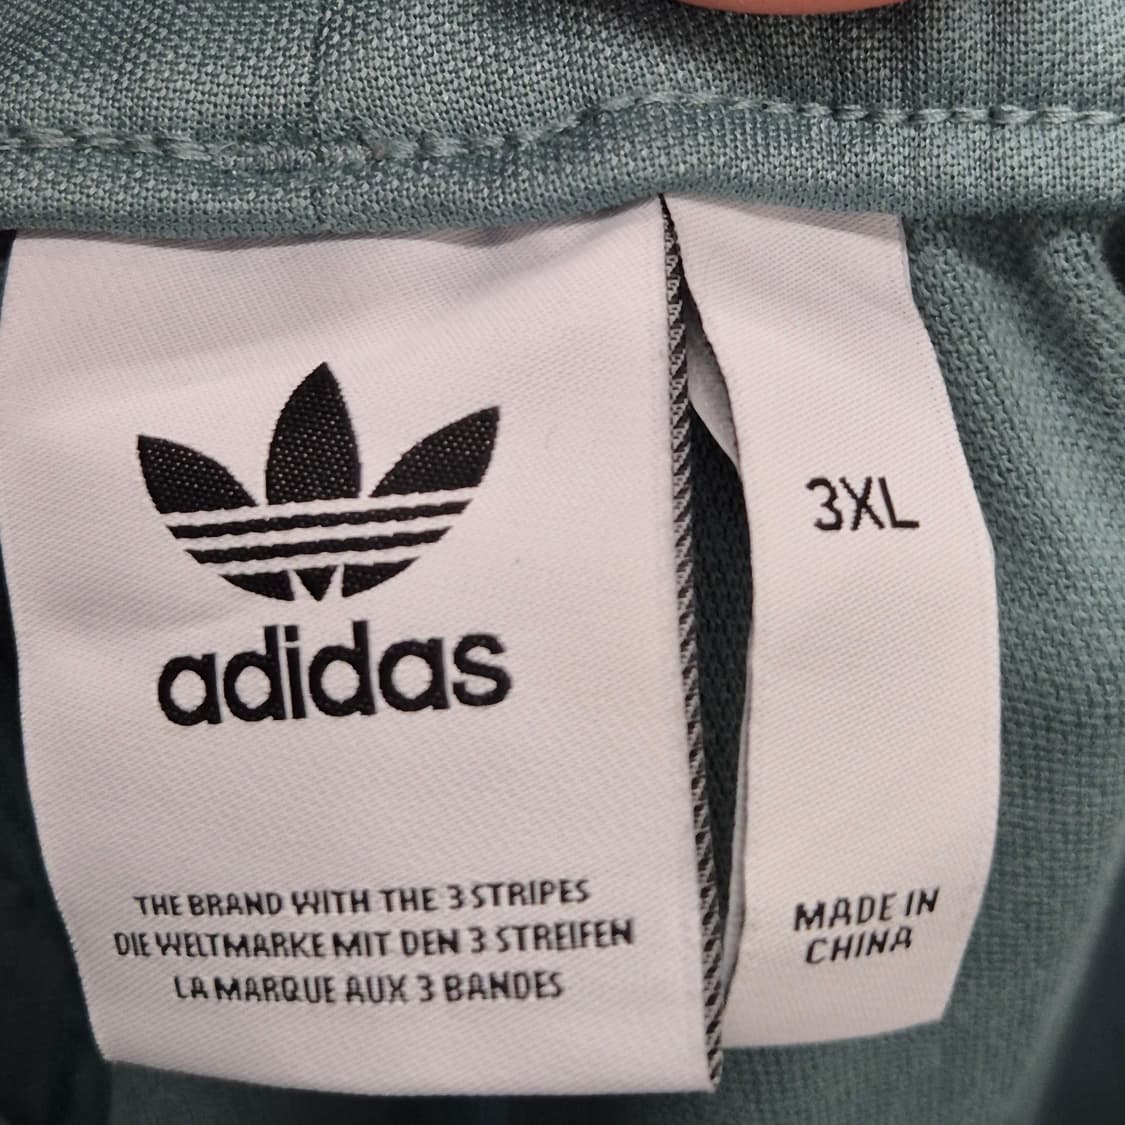 adidas
THE BRAND WITH THE 3 STRIPES
DIE WELTMARKE MIT DEN 3 STREIFEN
LA MARQUE AUX 3 BANDES
3XL
MADE IN
CHINA